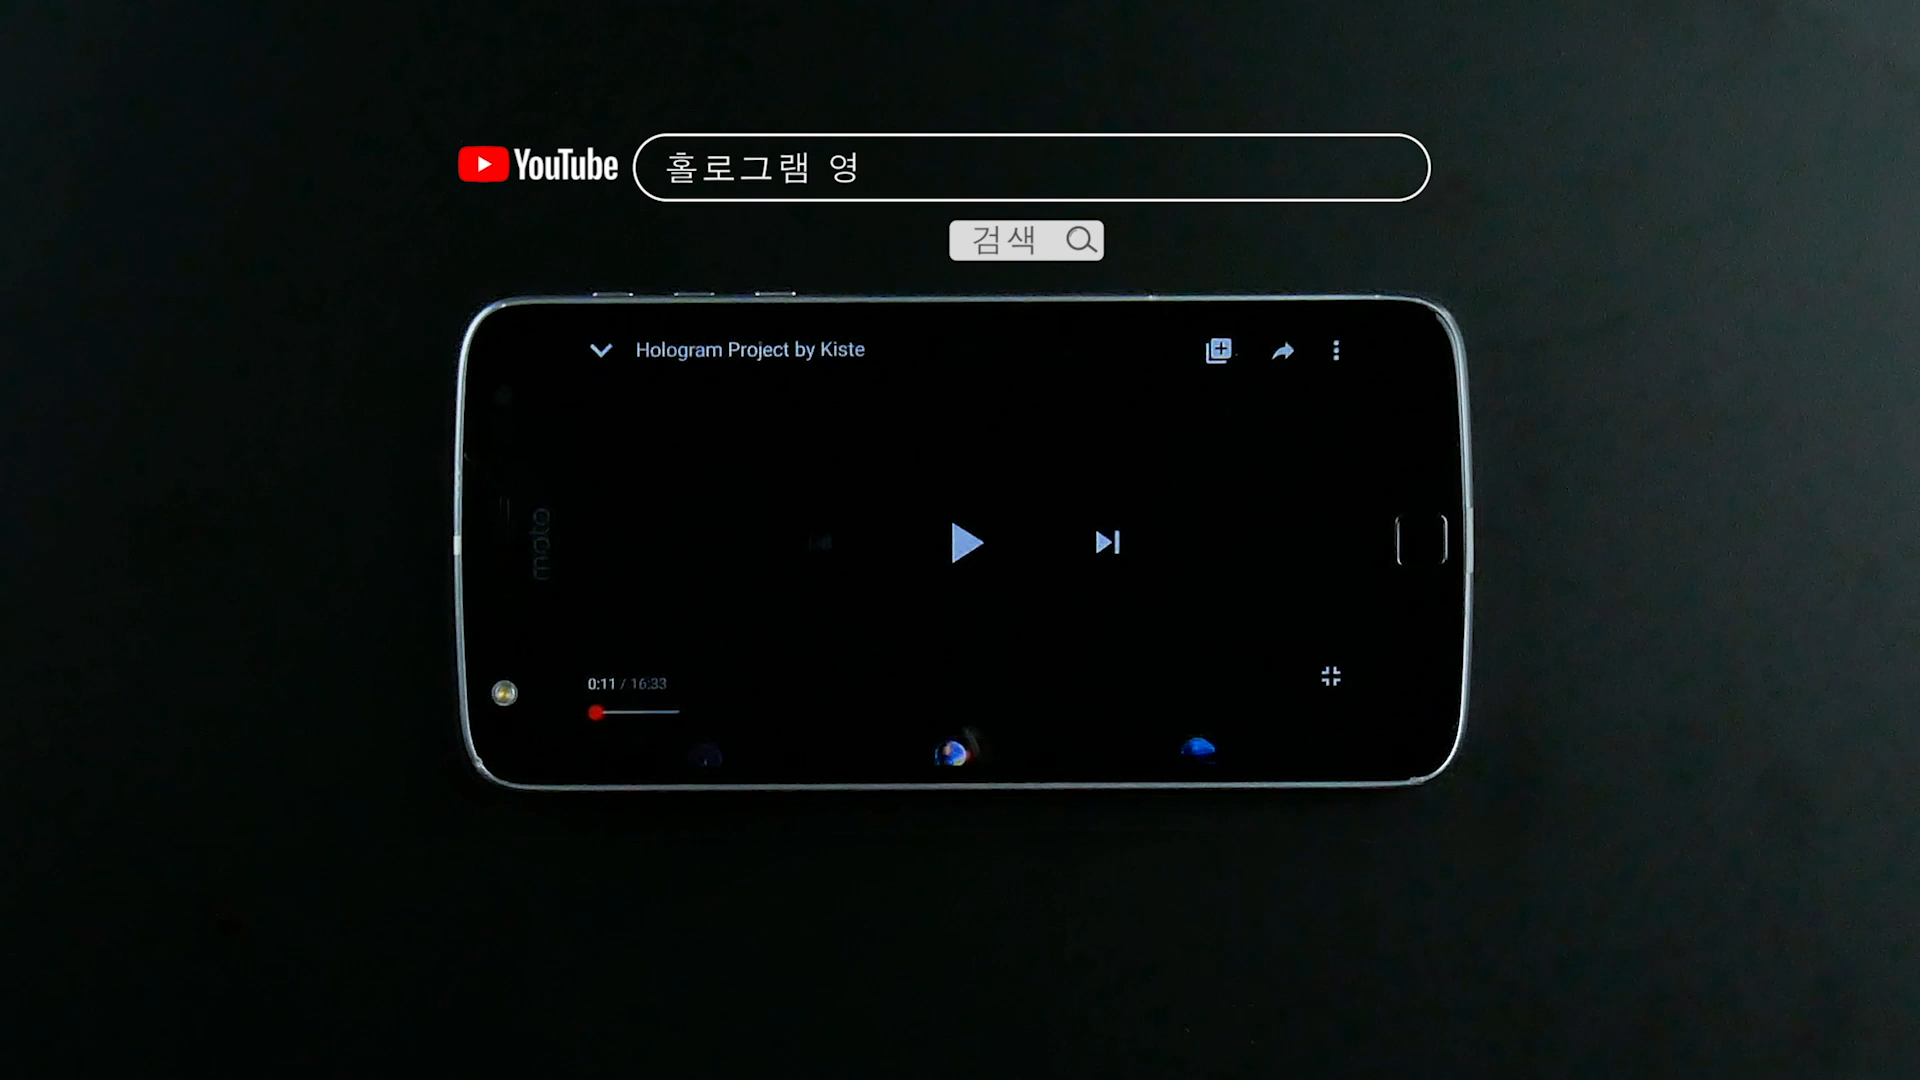 YouTube 홀로그램 영
검색
Hologram Project by Kiste
moto
0:11 / 16:33